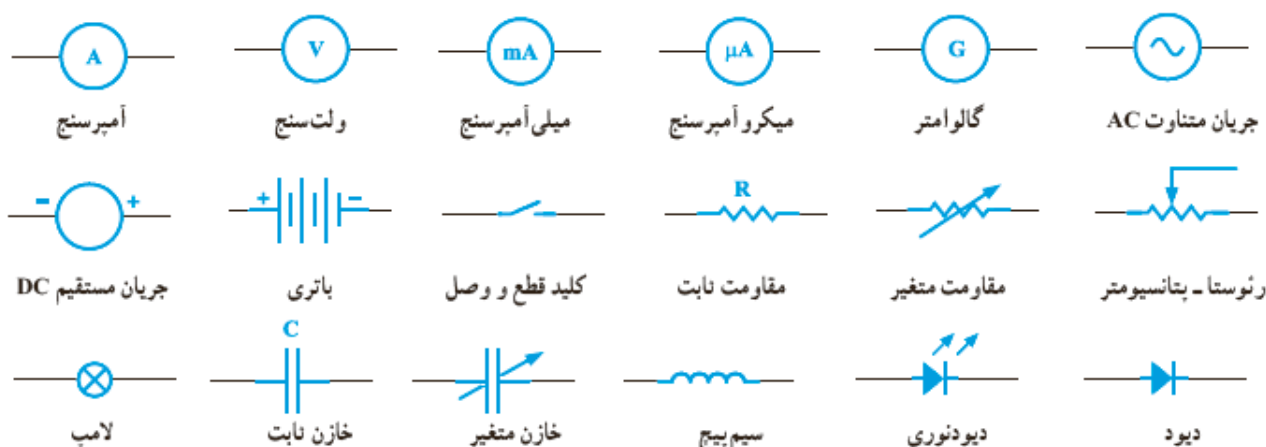 A V mA μA G
آمپرسنج ولت‌سنج میلی‌آمپرسنج میکروآمپرسنج گالوامتر جریان متناوت AC
- + + - R
جریان مستقیم DC باتری کلید قطع و وصل مقاومت ثابت مقاومت متغیر رئوستا ـ پتانسیومتر
C
لامپ خازن ثابت خازن متغیر سیم‌پیچ دیودنوری دیود